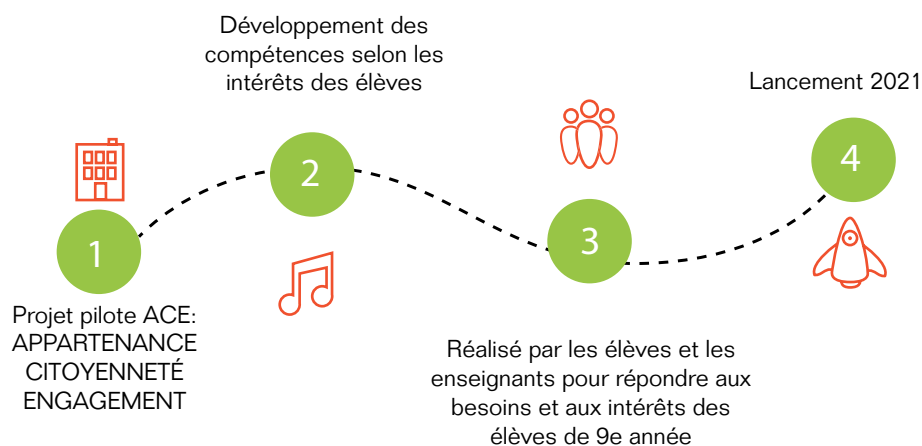 1
Projet pilote ACE:
APPARTENANCE
CITOYENNETÉ
ENGAGEMENT
Développement des
compétences selon les
intérêts des élèves
2
3
Réalisé par les élèves et les
enseignants pour répondre aux
besoins et aux intérêts des
élèves de 9e année
Lancement 2021
4